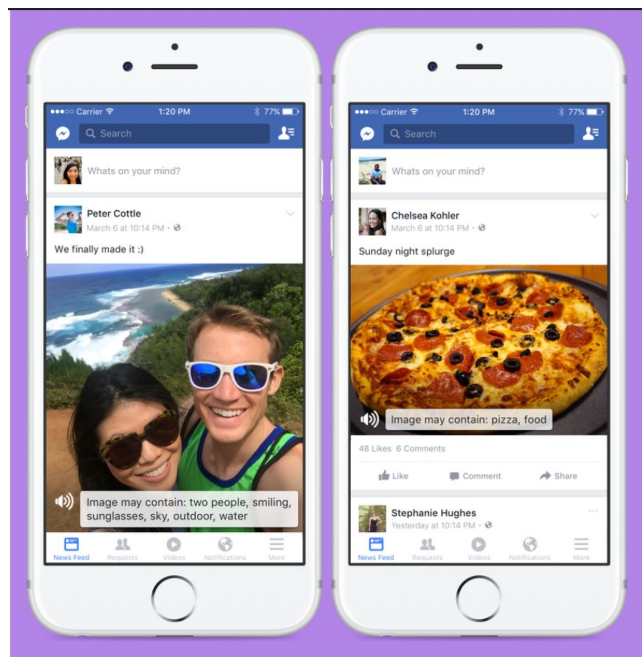 Carrier 1:20 PM 77%
Search
Whats on your mind?
Peter Cottle
March 6 at 10:14 PM •
We finally made it :)
Image may contain: two people, smiling,
sunglasses, sky, outdoor, water
News Feed Requests Videos Notifications More
Carrier 1:20 PM 77%
Search
Whats on your mind?
Chelsea Kohler
March 6 at 10:14 PM •
Sunday night splurge
Image may contain: pizza, food
48 Likes 6 Comments
Like Comment Share
Stephanie Hughes
Yesterday at 10:14 PM •
News Feed Requests Videos Notifications More